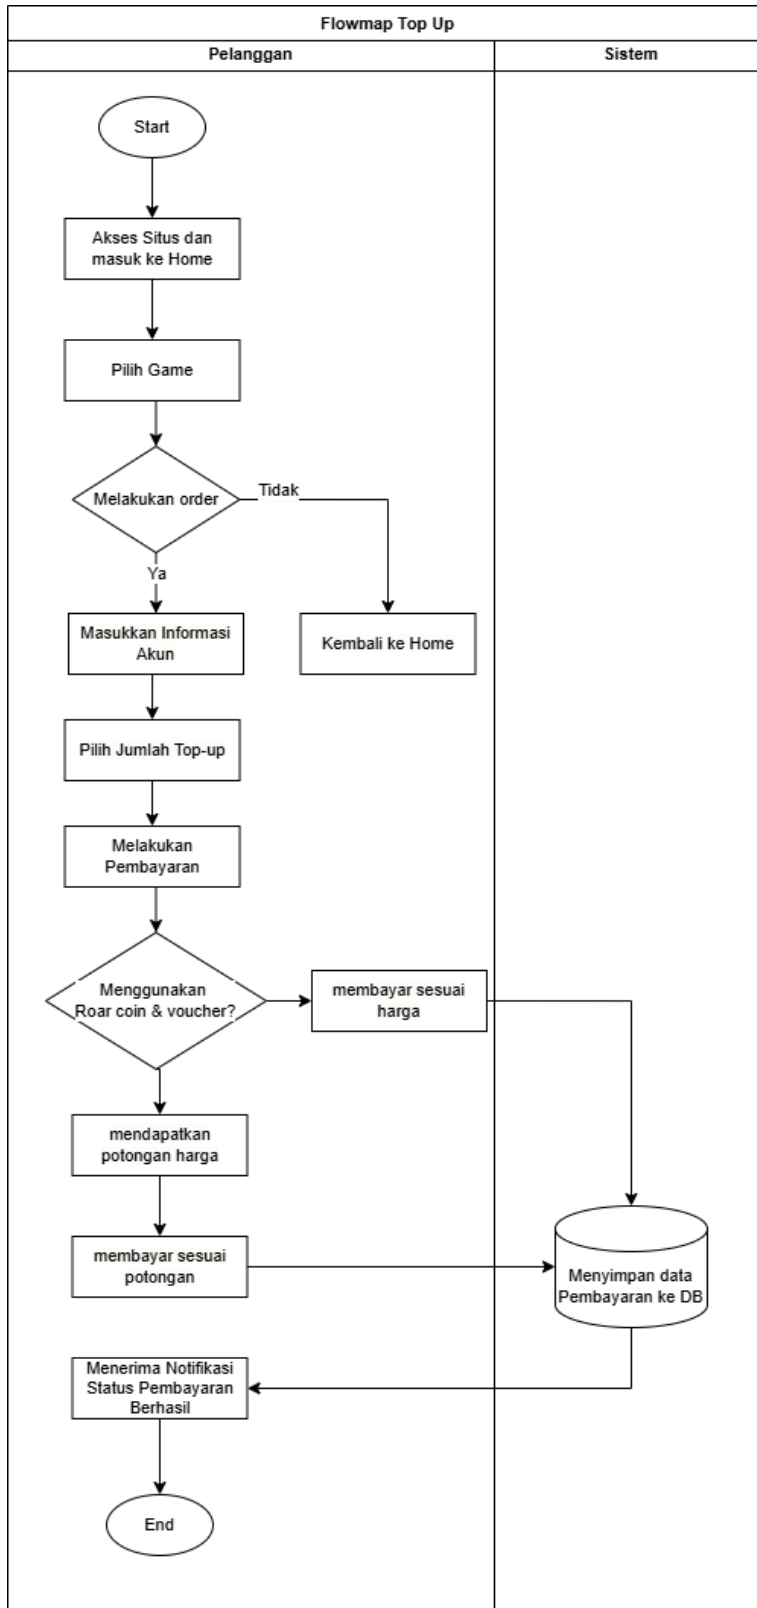 Flowmap Top Up
Pelanggan
Sistem
Start
Akses Situs dan
masuk ke Home
Pilih Game
Melakukan order
Tidak
Ya
Masukkan Informasi
Akun
Kembali ke Home
Pilih Jumlah Top-up
Melakukan
Pembayaran
Menggunakan
Roar coin & voucher?
membayar sesuai
harga
mendapatkan
potongan harga
membayar sesuai
potongan
Menyimpan data
Pembayaran ke DB
Menerima Notifikasi
Status Pembayaran
Berhasil
End